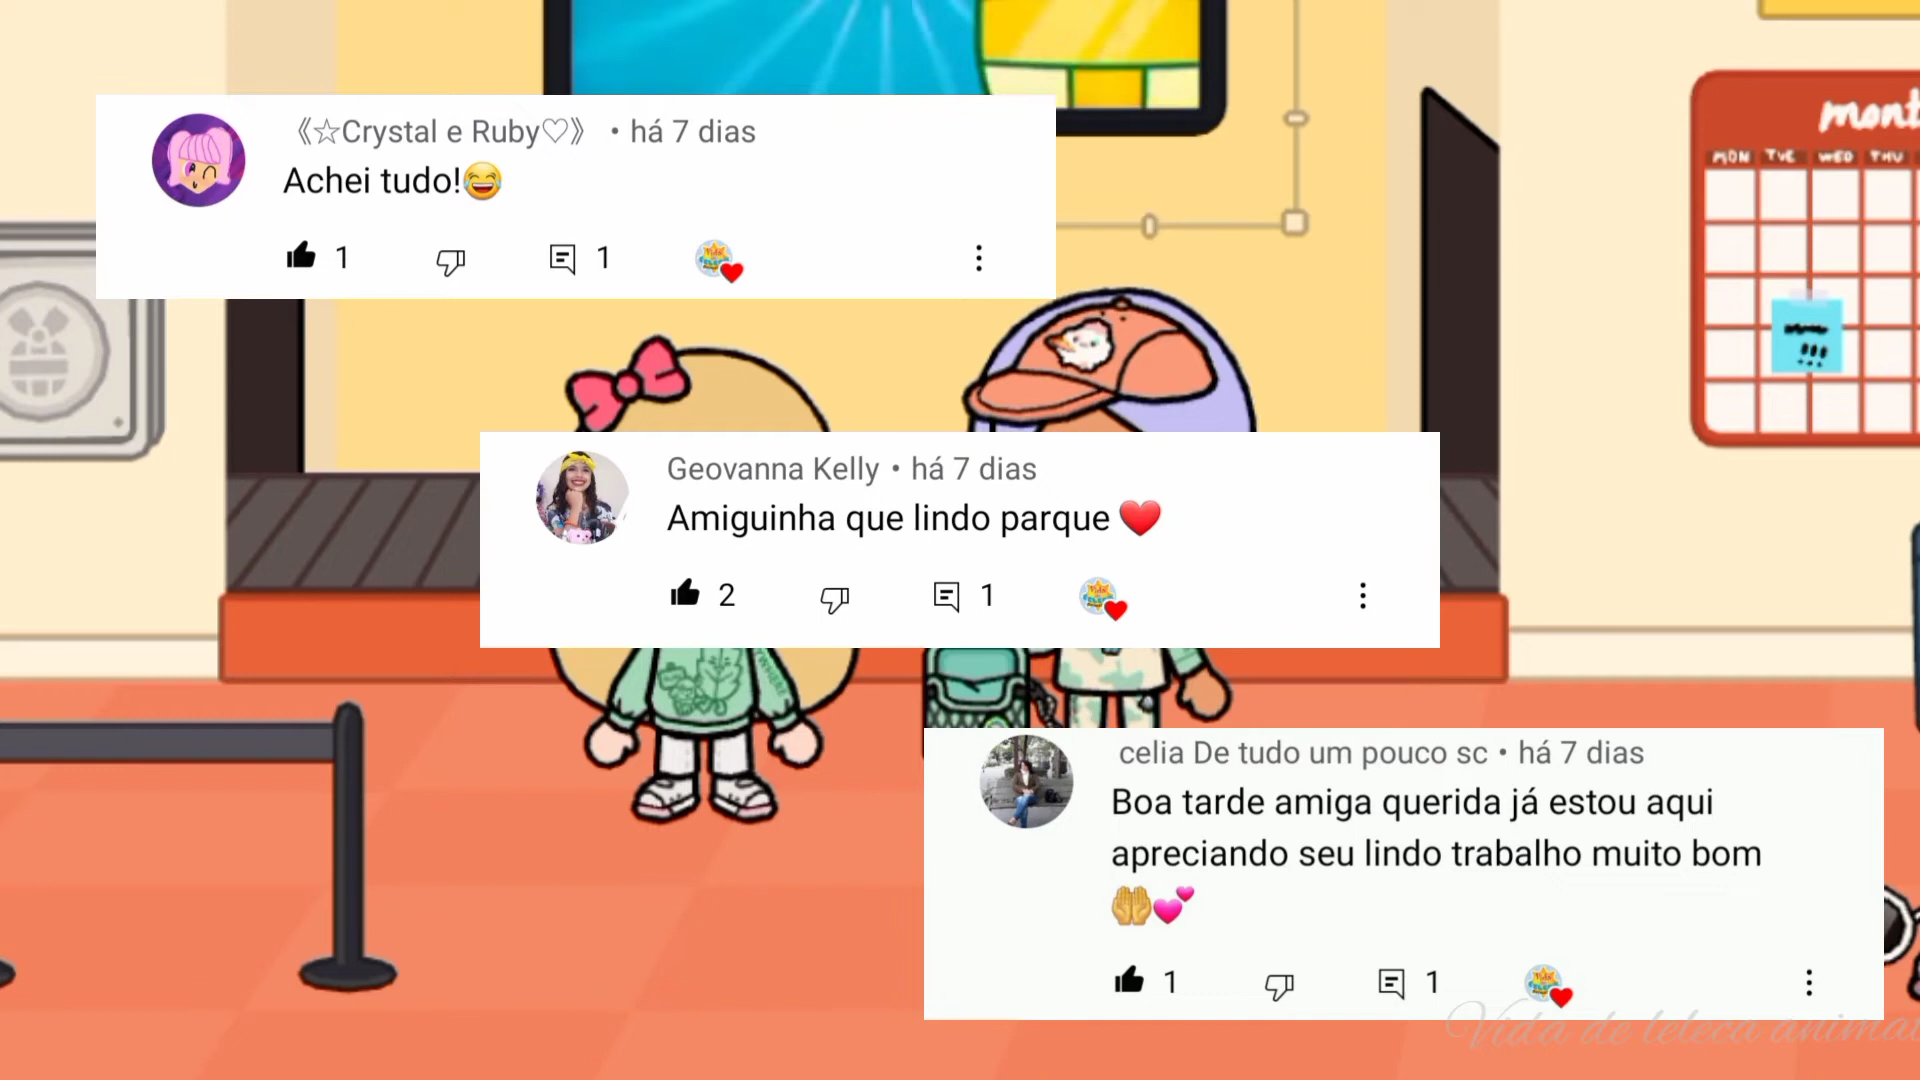 《☆Crystal e Ruby♡》 • há 7 dias
Achei tudo!😂
1 1
mont
MON TVE WED THU
!!!
Geovanna Kelly • há 7 dias
Amiguinha que lindo parque ❤️
2 1
celia De tudo um pouco sc • há 7 dias
Boa tarde amiga querida já estou aqui
apreciando seu lindo trabalho muito bom
🤲💕
1 1
Vida de leleca animal